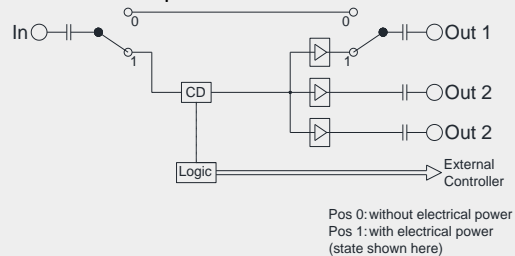 0
0
In
Out 1
1
1
CD
Out 2
Out 2
Logic
External
Controller
Pos 0: without electrical power
Pos 1: with electrical power
(state shown here)